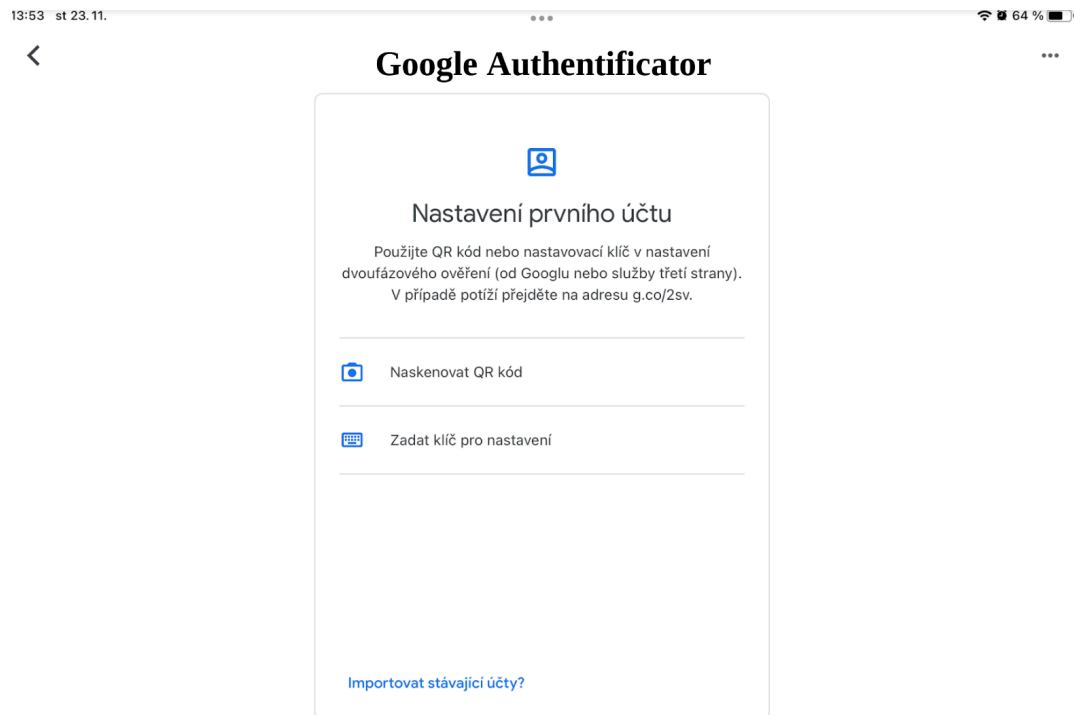 13:53 st 23. 11.
64 %
Google Authentificator
Nastavení prvního účtu
Použijte QR kód nebo nastavovací klíč v nastavení
dvoufázového ověření (od Googlu nebo služby třetí strany).
V případě potíží přejděte na adresu g.co/2sv.
Naskenovat QR kód
Zadat klíč pro nastavení
Importovat stávající účty?